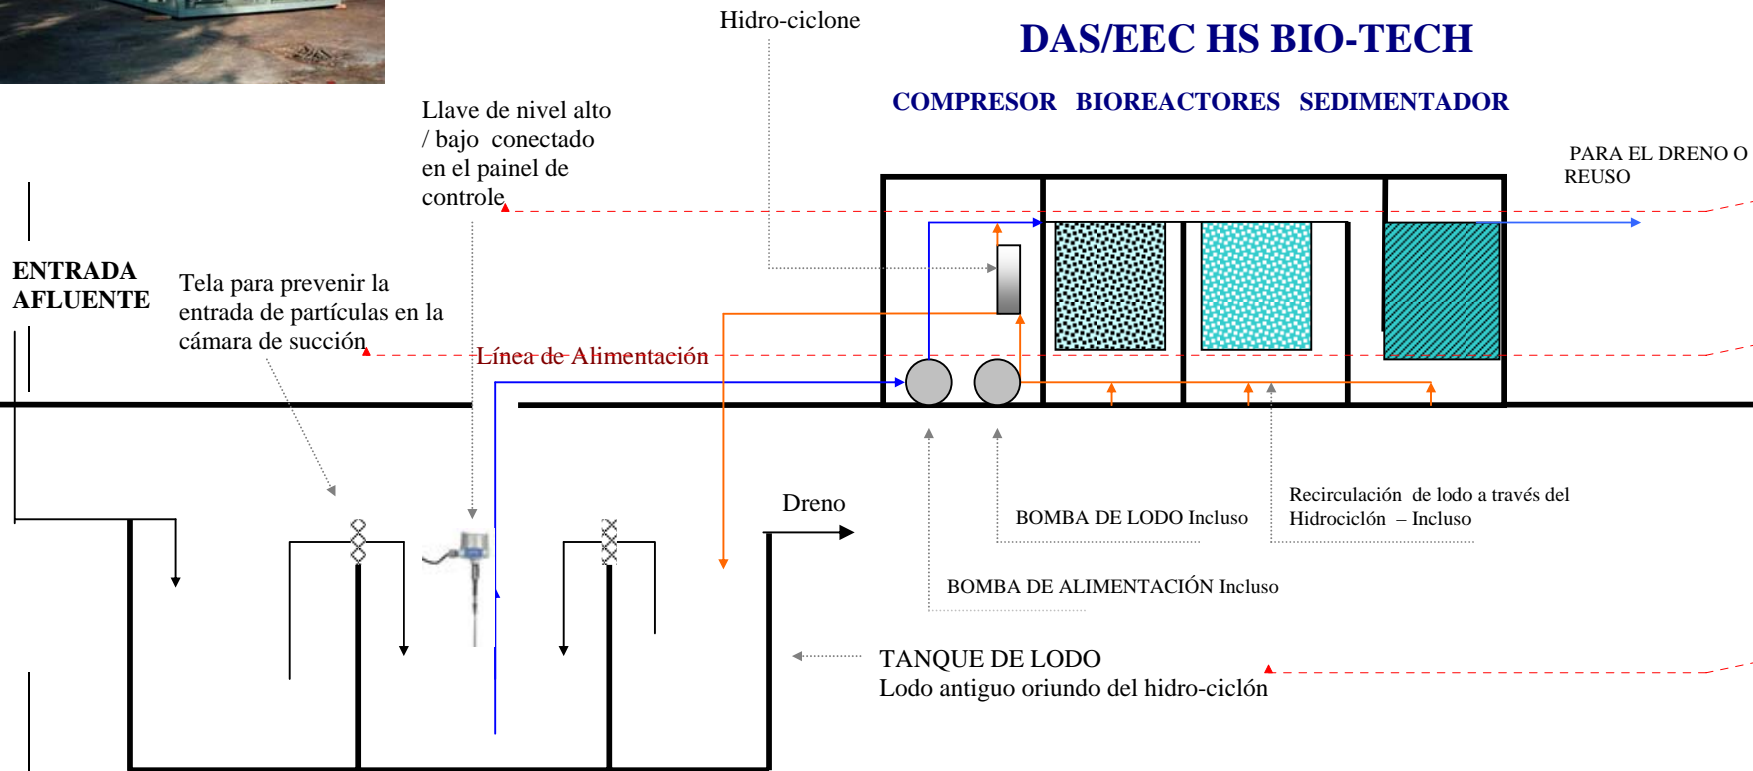 Hidro-ciclone
DAS/EEC HS BIO-TECH
COMPRESOR BIOREACTORES SEDIMENTADOR
Llave de nivel alto
/ bajo conectado
en el painel de
controle
PARA EL DRENO O
REUSO
ENTRADA
AFLUENTE
Tela para prevenir la
entrada de partículas en la
cámara de succión
Línea de Alimentación
Dreno
BOMBA DE LODO Incluso
Recirculación de lodo a través del
Hidrociclón – Incluso
BOMBA DE ALIMENTACIÓN Incluso
TANQUE DE LODO
Lodo antiguo oriundo del hidro-ciclón